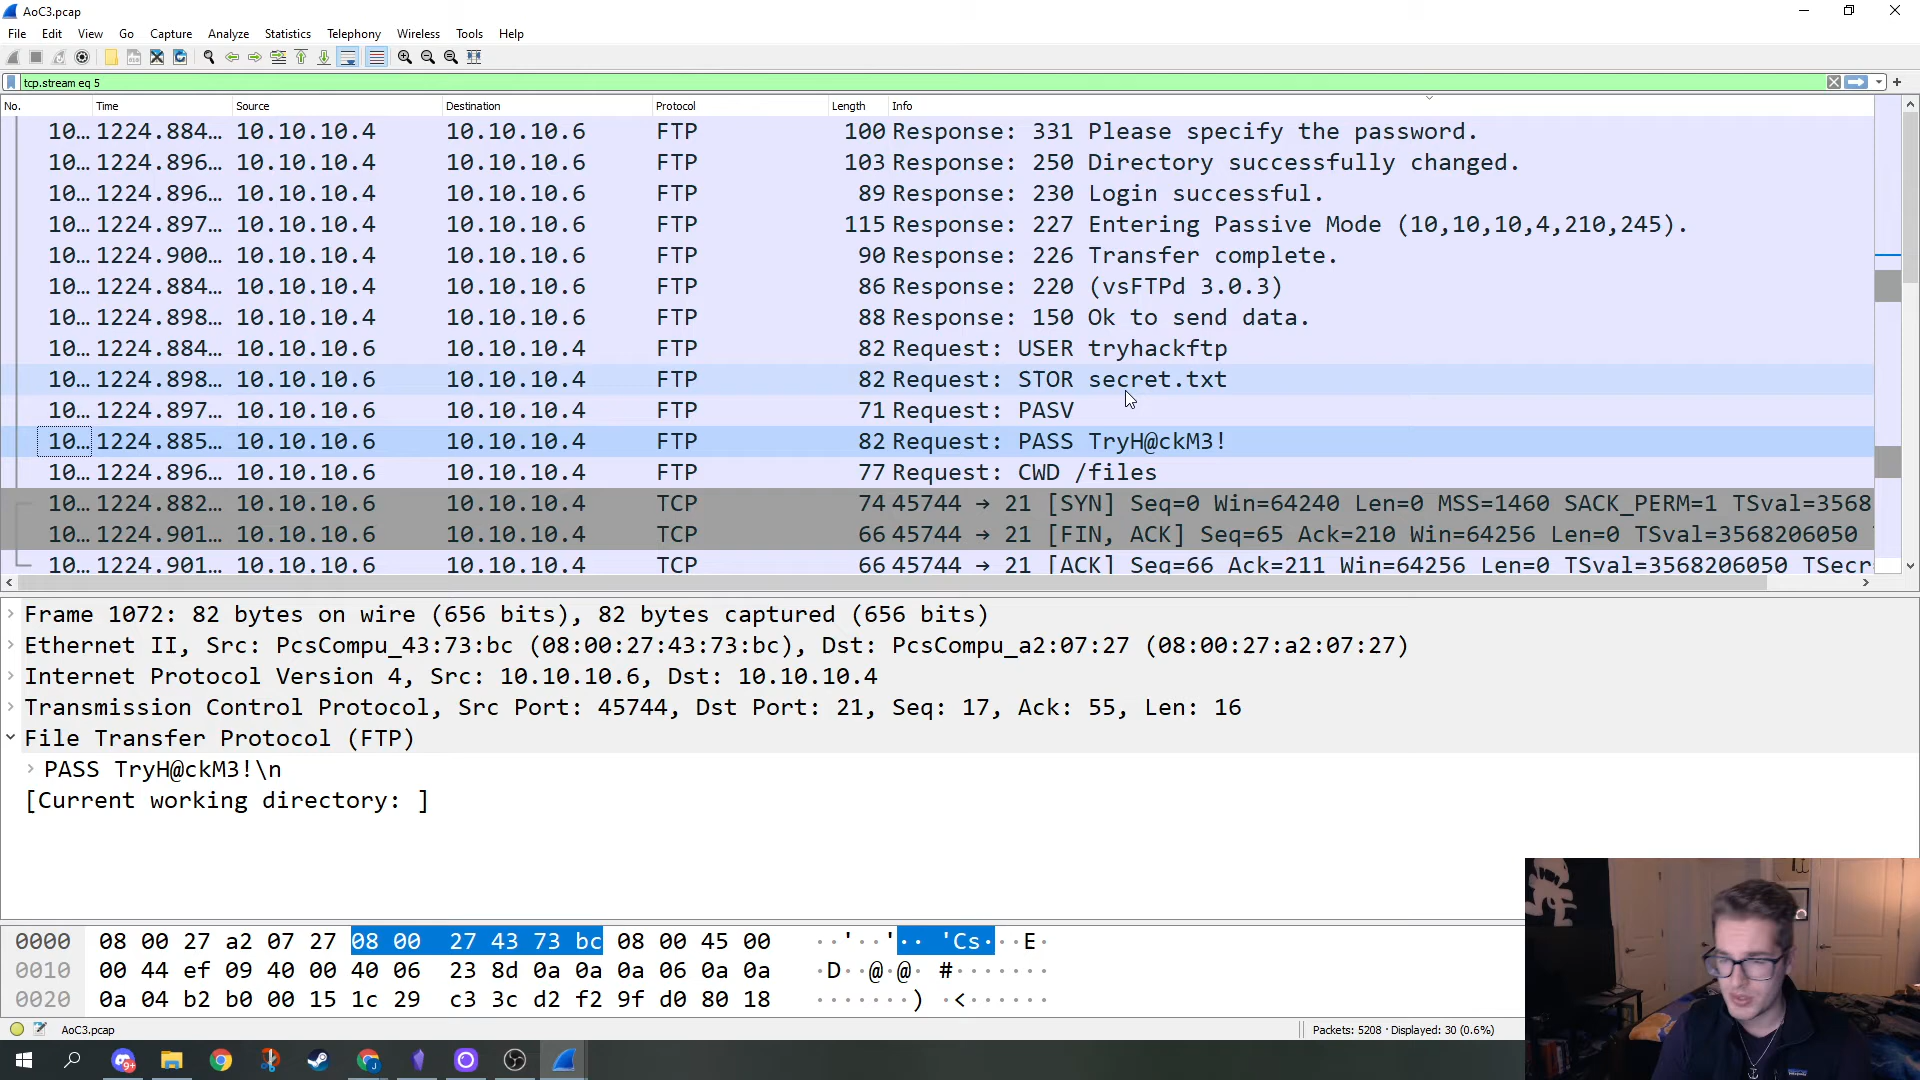 AoC3.pcap
File Edit View Go Capture Analyze Statistics Telephony Wireless Tools Help
tcp.stream eq 5
No. Time Source Destination Protocol Length Info
10… 1224.884… 10.10.10.4 10.10.10.6 FTP 100 Response: 331 Please specify the password.
10… 1224.896… 10.10.10.4 10.10.10.6 FTP 103 Response: 250 Directory successfully changed.
10… 1224.896… 10.10.10.4 10.10.10.6 FTP 89 Response: 230 Login successful.
10… 1224.897… 10.10.10.4 10.10.10.6 FTP 115 Response: 227 Entering Passive Mode (10,10,10,4,210,245).
10… 1224.900… 10.10.10.4 10.10.10.6 FTP 90 Response: 226 Transfer complete.
10… 1224.884… 10.10.10.4 10.10.10.6 FTP 86 Response: 220 (vsFTPd 3.0.3)
10… 1224.898… 10.10.10.4 10.10.10.6 FTP 88 Response: 150 Ok to send data.
10… 1224.884… 10.10.10.6 10.10.10.4 FTP 82 Request: USER tryhackftp
10… 1224.898… 10.10.10.6 10.10.10.4 FTP 82 Request: STOR secret.txt
10… 1224.897… 10.10.10.6 10.10.10.4 FTP 71 Request: PASV
10… 1224.885… 10.10.10.6 10.10.10.4 FTP 82 Request: PASS TryH@ckM3!
10… 1224.896… 10.10.10.6 10.10.10.4 FTP 77 Request: CWD /files
10… 1224.882… 10.10.10.6 10.10.10.4 TCP 74 45744 → 21 [SYN] Seq=0 Win=64240 Len=0 MSS=1460 SACK_PERM=1 TSval=3568
10… 1224.901… 10.10.10.6 10.10.10.4 TCP 66 45744 → 21 [FIN, ACK] Seq=65 Ack=210 Win=64256 Len=0 TSval=3568206050
10… 1224.901… 10.10.10.6 10.10.10.4 TCP 66 45744 → 21 [ACK] Seq=66 Ack=211 Win=64256 Len=0 TSval=3568206050 TSecr
Frame 1072: 82 bytes on wire (656 bits), 82 bytes captured (656 bits)
Ethernet II, Src: PcsCompu_43:73:bc (08:00:27:43:73:bc), Dst: PcsCompu_a2:07:27 (08:00:27:a2:07:27)
Internet Protocol Version 4, Src: 10.10.10.6, Dst: 10.10.10.4
Transmission Control Protocol, Src Port: 45744, Dst Port: 21, Seq: 17, Ack: 55, Len: 16
File Transfer Protocol (FTP)
PASS TryH@ckM3!\n
[Current working directory: ]
0000 08 00 27 a2 07 27 08 00 27 43 73 bc 08 00 45 00 ··'··'·· 'Cs···E·
0010 00 44 ef 09 40 00 40 06 23 8d 0a 0a 0a 06 0a 0a ·D··@·@· #·······
0020 0a 04 b2 b0 00 15 1c 29 c3 3c d2 f2 9f d0 80 18 ·······) ·<······
AoC3.pcap
Packets: 5208 · Displayed: 30 (0.6%)
9+